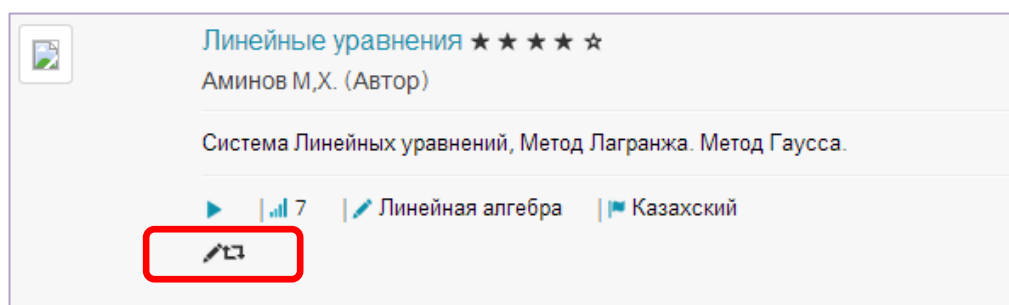 Линейные уравнения ★ ★ ★ ★ ☆
Аминов М,Х. (Автор)
Система Линейных уравнений, Метод Лагранжа. Метод Гаусса.
7 | Линейная алгебра | Казахский